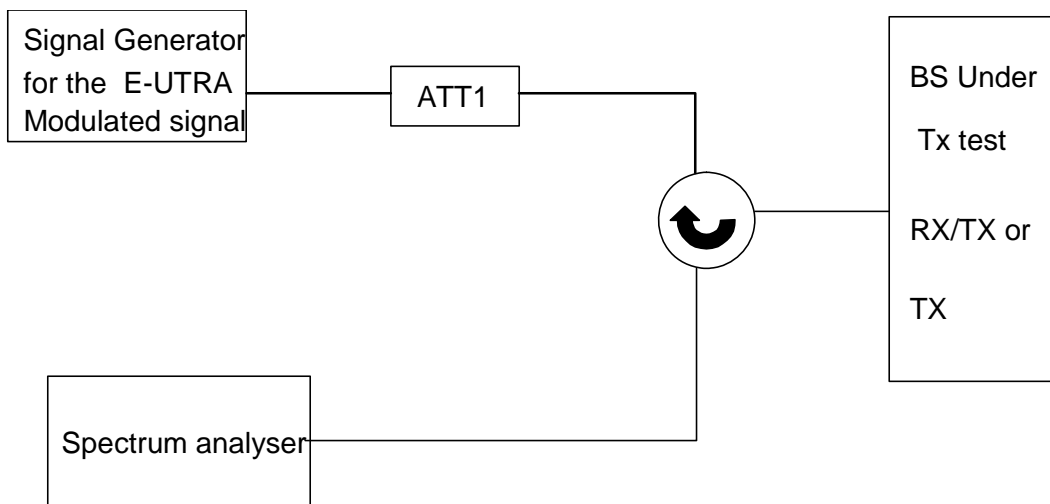 Signal Generator
for the E-UTRA
Modulated signal
ATT1
BS Under
Tx test
RX/TX or
TX
Spectrum analyser